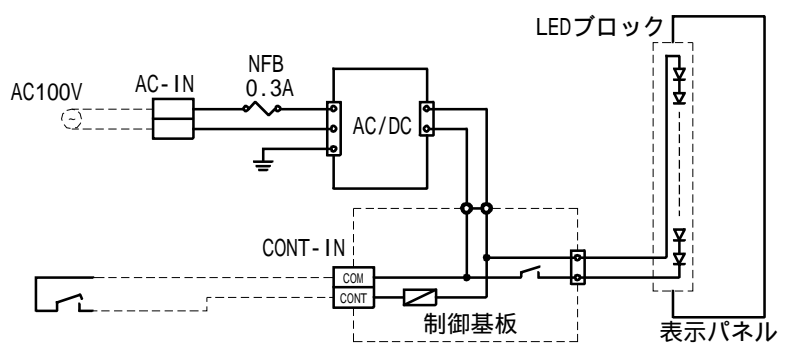 LEDブロック
NFB
0.3A
AC-IN
AC100V
~
AC/DC
CONT-IN
COM
CONT
制御基板
表示パネル